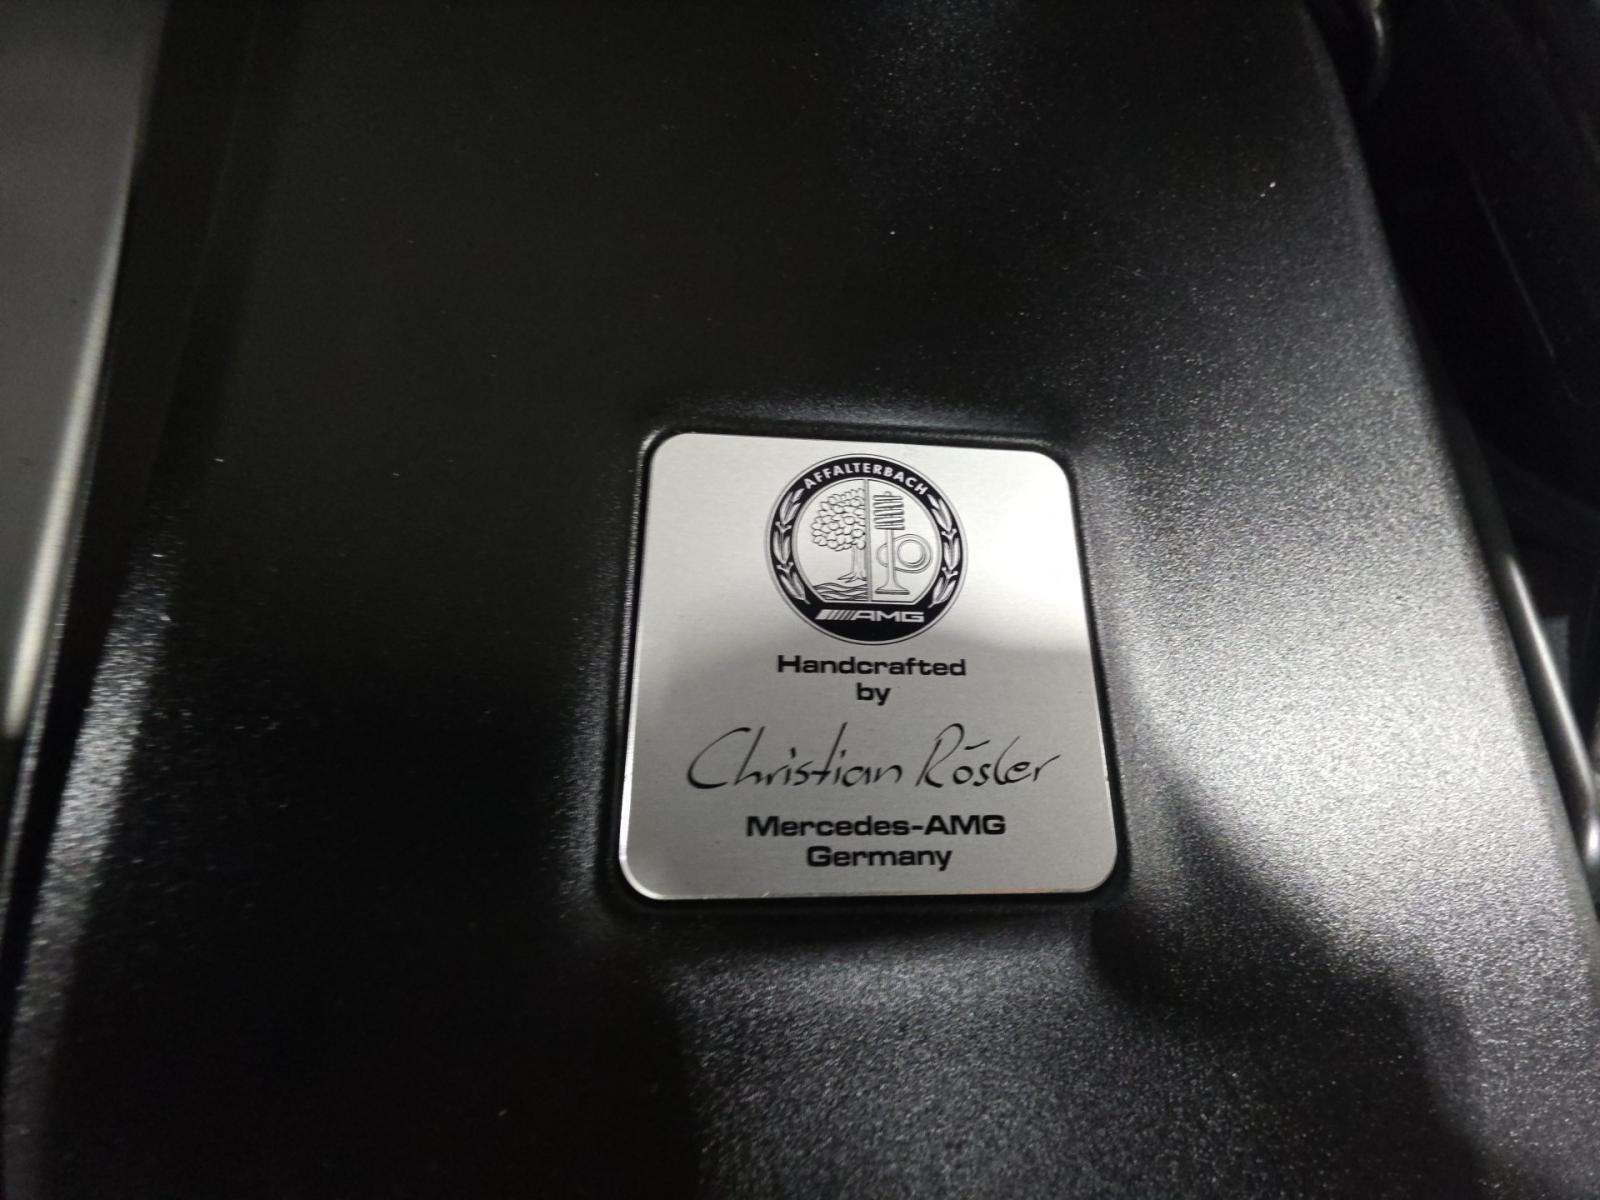 AFFALTERBACH
AMG
Handcrafted
by
Christian Rösler
Mercedes-AMG
Germany